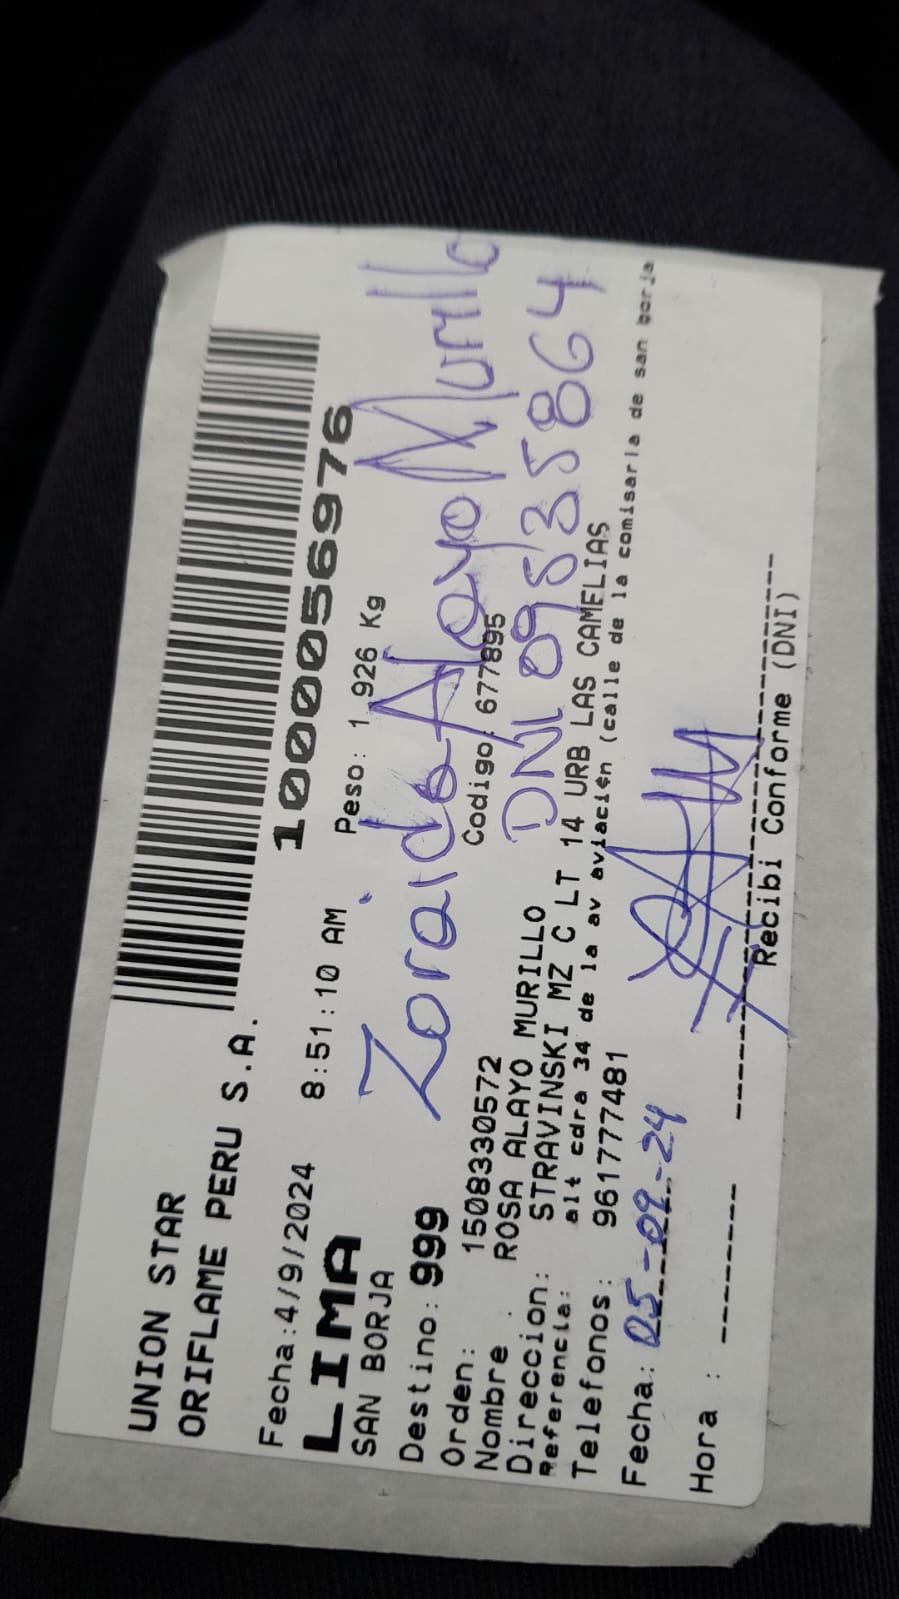 UNION STAR
ORIFLAME PERU S.A.
10000056976
Fecha:4/9/2024 8:51:10 AM Peso: 1 926 Kg
LIMA
SAN BORJA
Zoraida Alayo Murillo
Destino: 999
Orden: 1508330572 Codigo: 677895
DNI 09835864
Nombre : ROSA ALAYO MURILLO
Direccion: STRAVINSKI MZ C LT 14 URB LAS CAMELIAS
Referencia: alt cdra 34 de la av aviación (calle de la comisaria de san borja
Telefonos: 961777481
Fecha: 05-09-24
Hora :
Recibi Conforme (DNI)